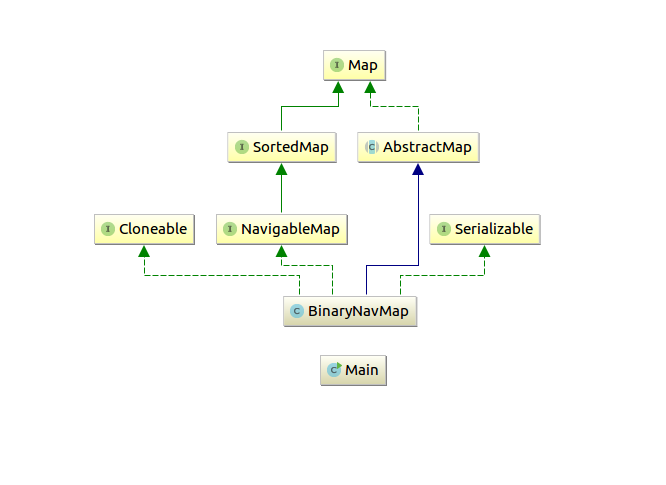 I Map
I SortedMap
C AbstractMap
I Cloneable
I NavigableMap
I Serializable
C BinaryNavMap
C Main